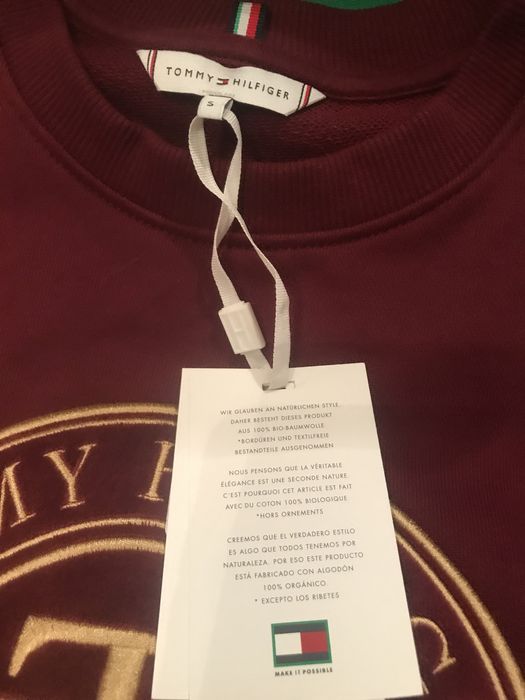 TOMMY HILFIGER
S
WIR GLAUBEN AN NATÜRLICHEN STYLE.
DAHER BESTEHT DIESES PRODUKT
AUS 100% BIO-BAUMWOLLE
*BORDÜREN UND TEXTILFREIE
BESTANDTEILE AUSGENOMMEN
NOUS PENSONS QUE LA VÉRITABLE
ÉLÉGANCE EST UNE SECONDE NATURE.
C'EST POURQUOI CET ARTICLE EST FAIT
AVEC DU COTON 100% BIOLOGIQUE
*HORS ORNEMENTS
CREEMOS QUE EL VERDADERO ESTILO
ES ALGO QUE TODOS TENEMOS POR
NATURALEZA. POR ESO ESTE PRODUCTO
ESTÁ FABRICADO CON ALGODÓN
100% ORGÁNICO.
* EXCEPTO LOS RIBETES
MAKE IT POSSIBLE
MY H